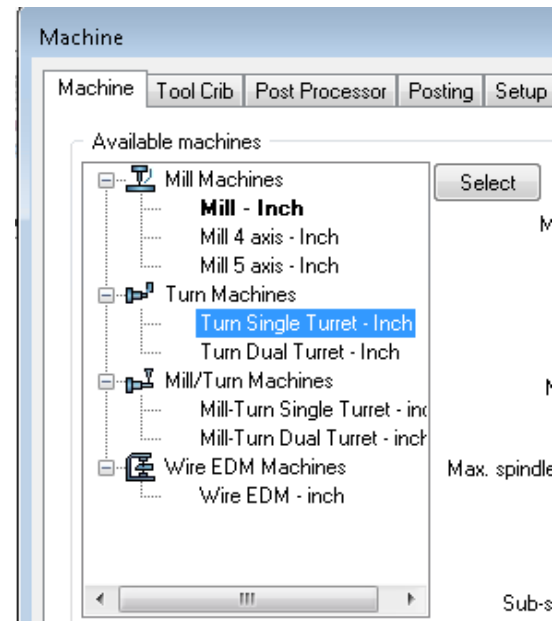 Machine
Machine Tool Crib Post Processor Posting Setup
Available machines
Mill Machines Select
Mill - Inch
Mill 4 axis - Inch
Mill 5 axis - Inch
Turn Machines
Turn Single Turret - Inch
Turn Dual Turret - Inch
Mill/Turn Machines
Mill-Turn Single Turret - inc
Mill-Turn Dual Turret - inch
Wire EDM Machines Max. spindle
Wire EDM - inch
Sub-s